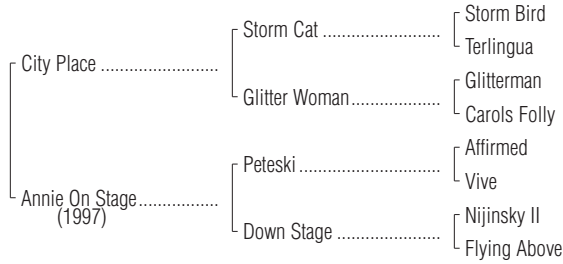 Storm Bird
Storm Cat ......................................
Terlingua
City Place ......................................
Glitterman
Glitter Woman.............................
Carols Folly
Affirmed
Peteski ..............................................
Vive
Annie On Stage..........................
(1997)
Nijinsky II
Down Stage ..................................
Flying Above